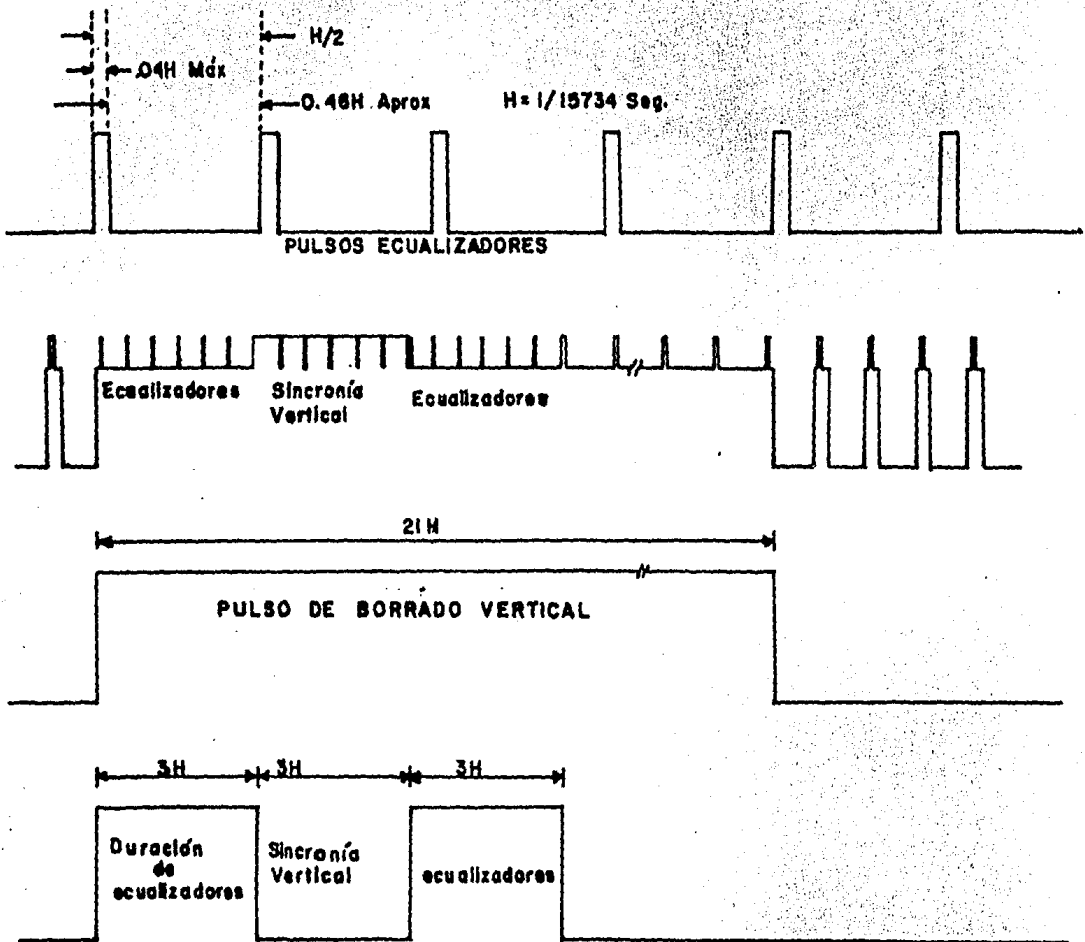 H/2
.04H Máx
0.46H Aprox H= 1/15734 Seg.
PULSOS ECUALIZADORES
Ecualizadores Sincronía Ecualizadores
Vertical
21H
PULSO DE BORRADO VERTICAL
3H 3H 3H
Duración
de
ecualizadores
Sincronía
Vertical
ecualizadores